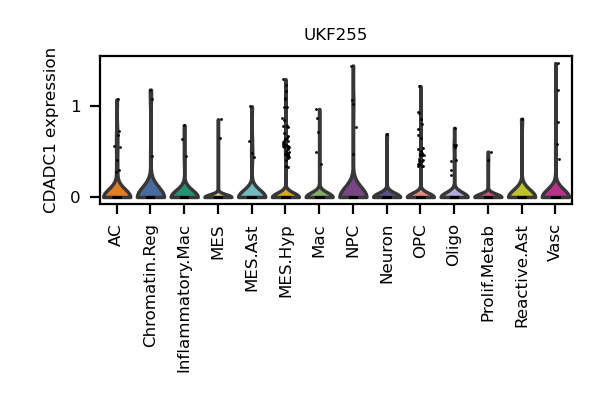 UKF255
CDADC1 expression
1
0
AC
Chromatin.Reg
Inflammatory.Mac
MES
MES.Ast
MES.Hyp
Mac
NPC
Neuron
OPC
Oligo
Prolif.Metab
Reactive.Ast
Vasc